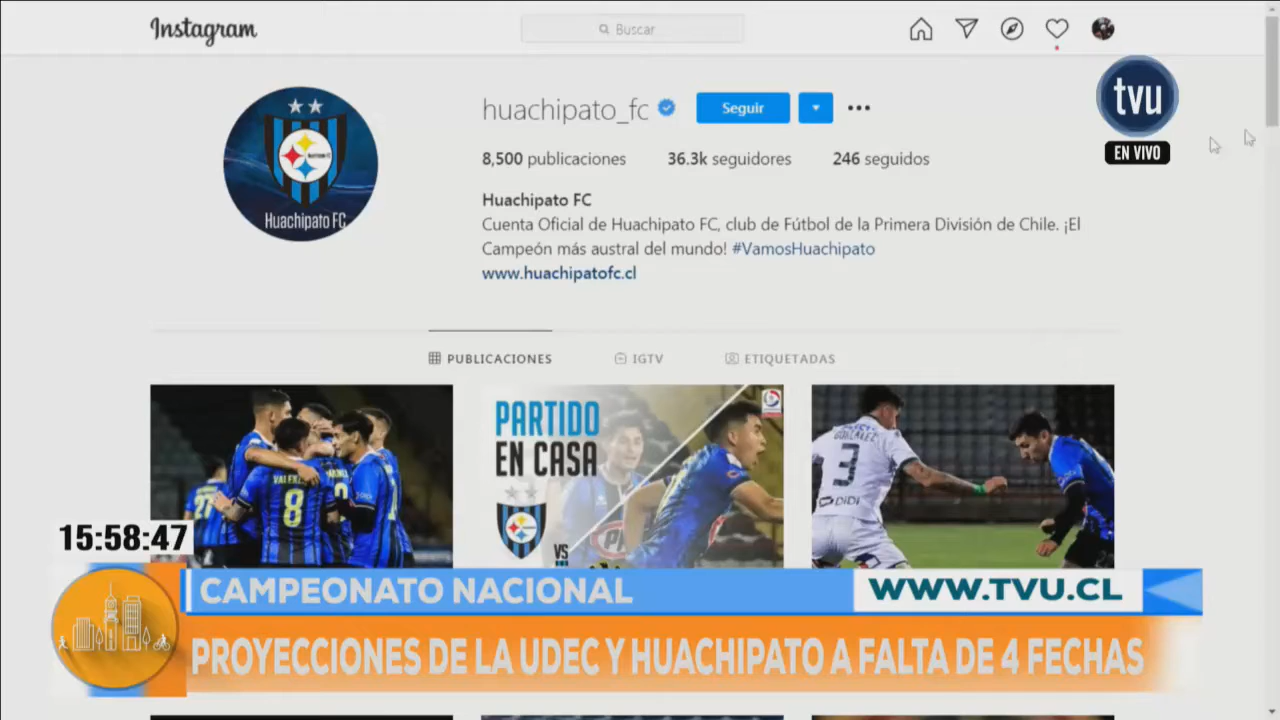 Instagram
Buscar
tvu
EN VIVO
huachipato_fc
Seguir
8,500 publicaciones 36.3k seguidores 246 seguidos
Huachipato FC
Huachipato FC
Cuenta Oficial de Huachipato FC, club de Fútbol de la Primera División de Chile. ¡El
Campeón más austral del mundo! #VamosHuachipato
www.huachipatofc.cl
PUBLICACIONES IGTV ETIQUETADAS
PARTIDO
EN CASA
VS
8
GONZALEZ
3
DiDi
15:58:47
CAMPEONATO NACIONAL
WWW.TVU.CL
PROYECCIONES DE LA UDEC Y HUACHIPATO A FALTA DE 4 FECHAS